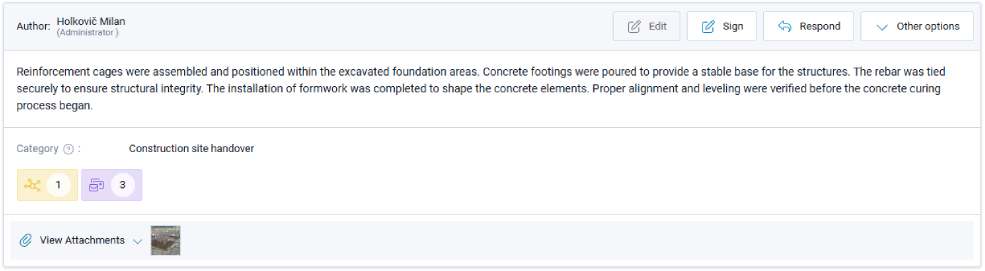 Author: Holkovič Milan
(Administrator )
Edit
Sign
Respond
Other options
Reinforcement cages were assembled and positioned within the excavated foundation areas. Concrete footings were poured to provide a stable base for the structures. The rebar was tied
securely to ensure structural integrity. The installation of formwork was completed to shape the concrete elements. Proper alignment and leveling were verified before the concrete curing
process began.
Category ? : Construction site handover
1 3
View Attachments